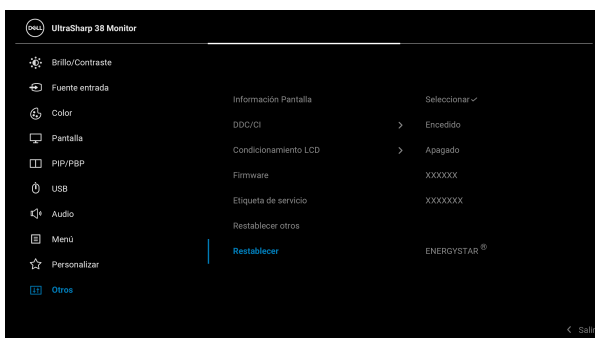 DELL UltraSharp 38 Monitor
Brillo/Contraste
Fuente entrada
Color
Pantalla
PIP/PBP
USB
Audio
Menú
Personalizar
Otros
Información Pantalla Seleccionar
DDC/CI Encedido
Condicionamiento LCD Apagado
Firmware XXXXXX
Etiqueta de servicio XXXXXXX
Restablecer otros
Restablecer ENERGYSTAR ®
Salir